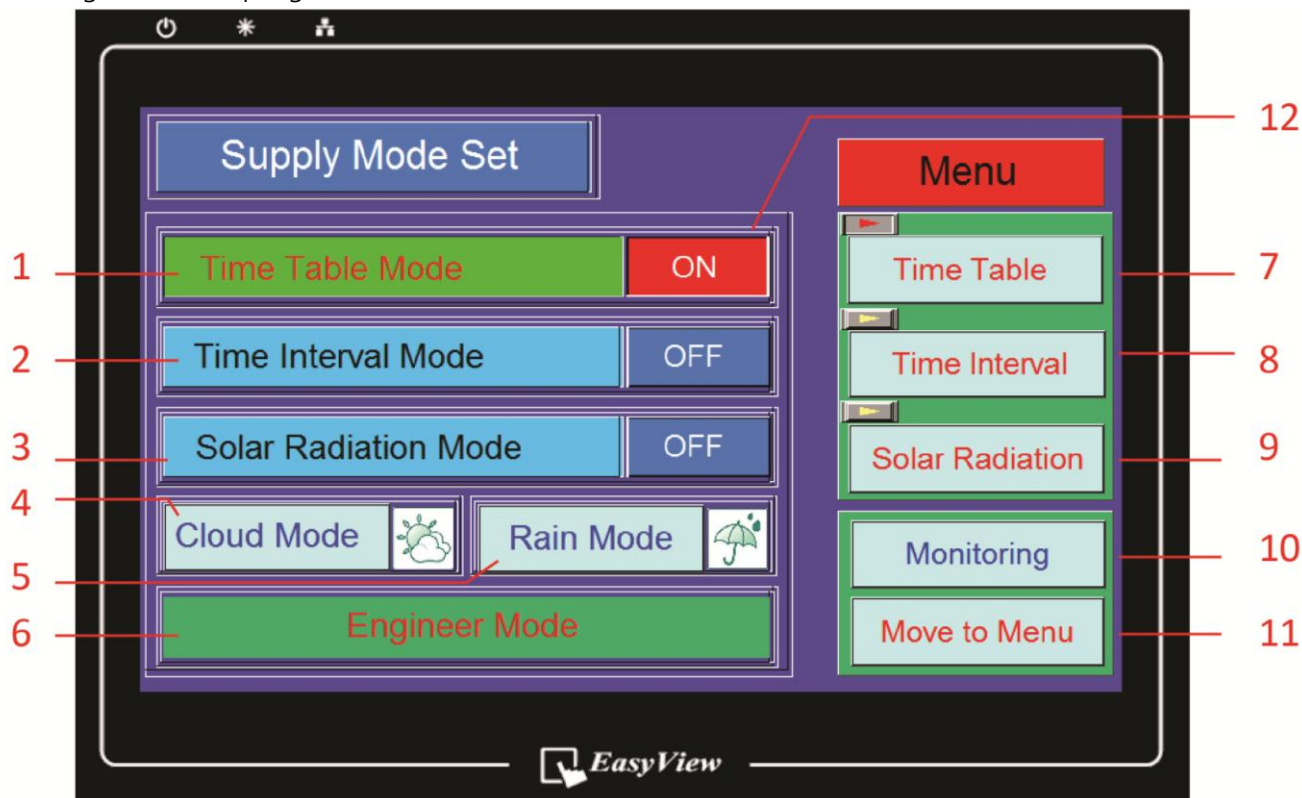 12
Supply Mode Set
Menu
1
Time Table Mode
ON
Time Table
7
2
Time Interval Mode
OFF
Time Interval
8
3
Solar Radiation Mode
OFF
Solar Radiation
9
4
Cloud Mode
Rain Mode
Monitoring
10
5
6
Engineer Mode
Move to Menu
11
EasyView